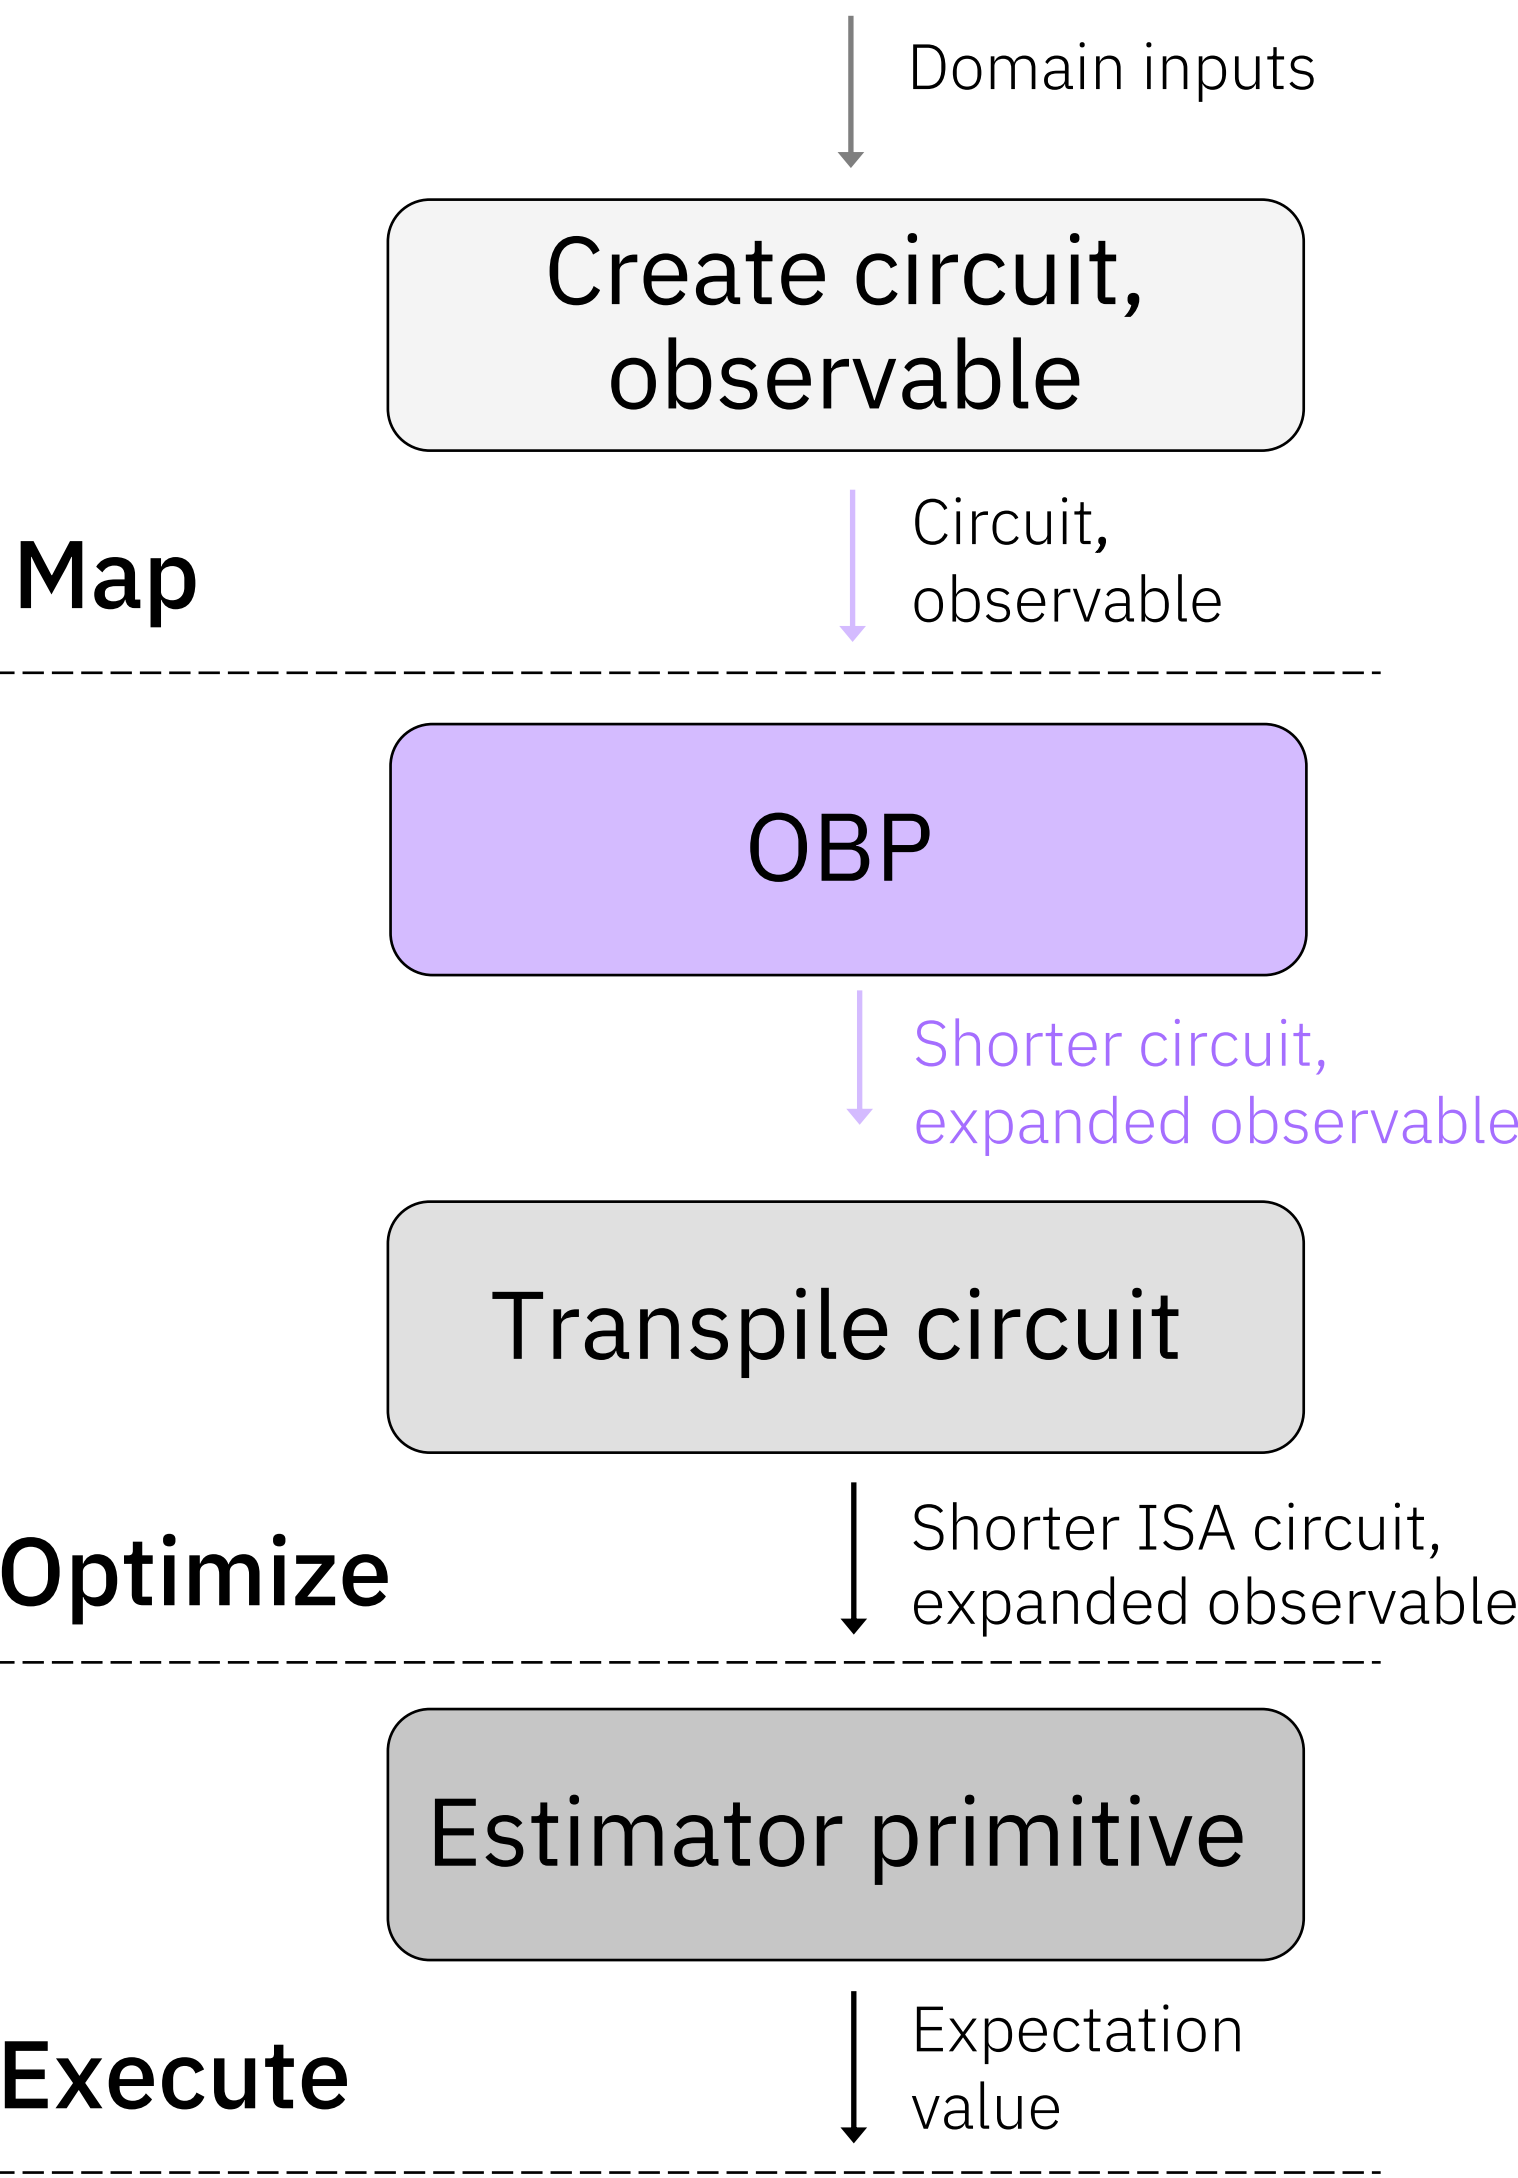 Domain inputs
Create circuit,
observable
Circuit,
observable
Map
OBP
Shorter circuit,
expanded observable
Transpile circuit
Shorter ISA circuit,
expanded observable
Optimize
Estimator primitive
Expectation
value
Execute